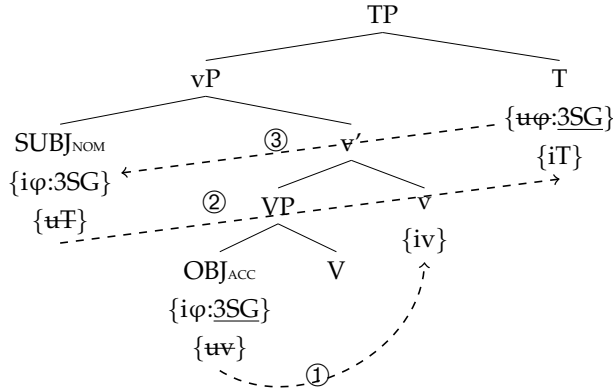 TP
vP T
SUBJNOM ③ v′ {uφ:3SG}
{iφ:3SG} {iT}
{uT} ② VP v
{iv}
OBJACC V
{iφ:3SG}
{uv}
①